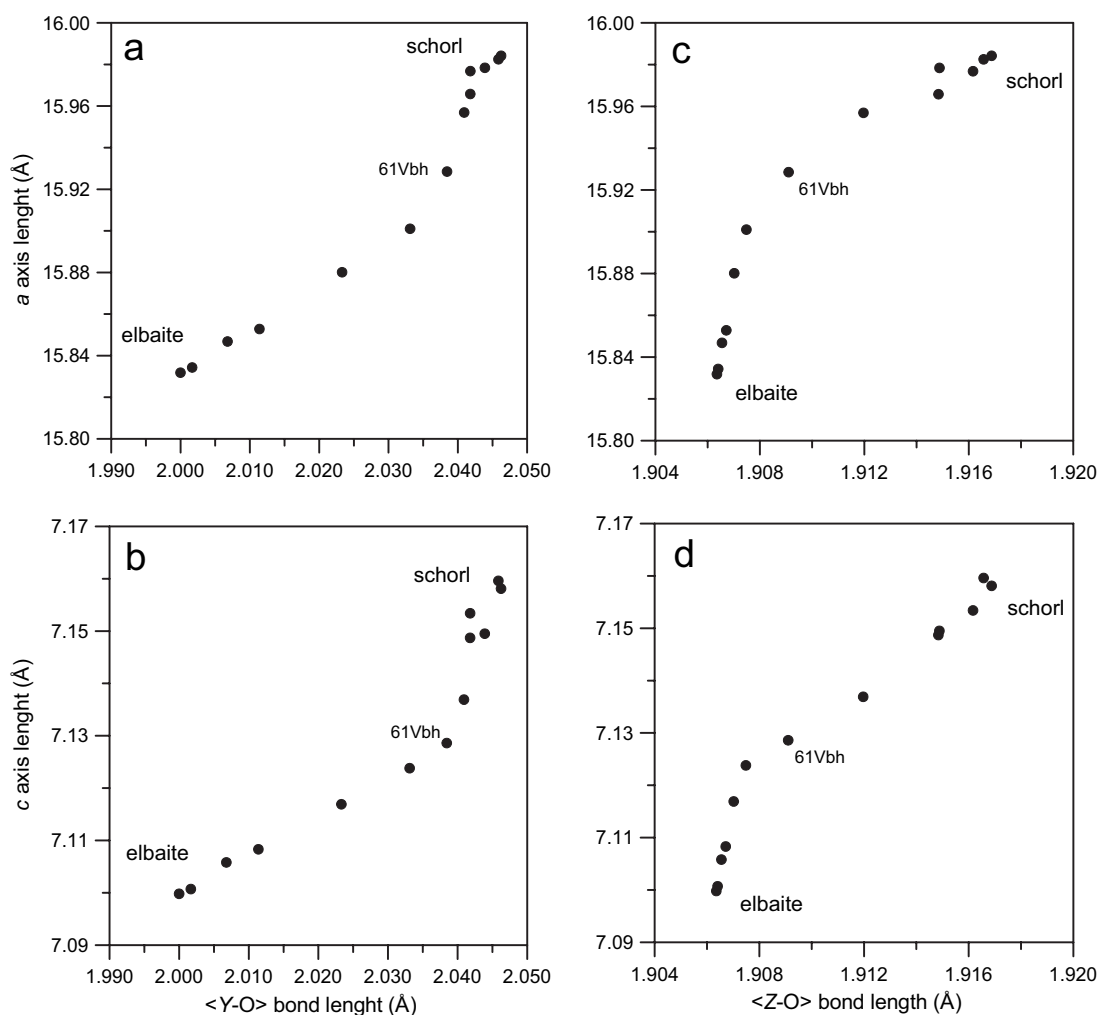 a
16.00
15.96
15.92
15.88
15.84
15.80
a axis lenght (Å)
schorl
61Vbh
elbaite
1.990 2.000 2.010 2.020 2.030 2.040 2.050
c
16.00
15.96
15.92
15.88
15.84
15.80
schorl
61Vbh
elbaite
1.904 1.908 1.912 1.916 1.920
b
7.17
7.15
7.13
7.11
7.09
c axis lenght (Å)
schorl
61Vbh
elbaite
1.990 2.000 2.010 2.020 2.030 2.040 2.050
<Y-O> bond lenght (Å)
d
7.17
7.15
7.13
7.11
7.09
schorl
61Vbh
elbaite
1.904 1.908 1.912 1.916 1.920
<Z-O> bond length (Å)